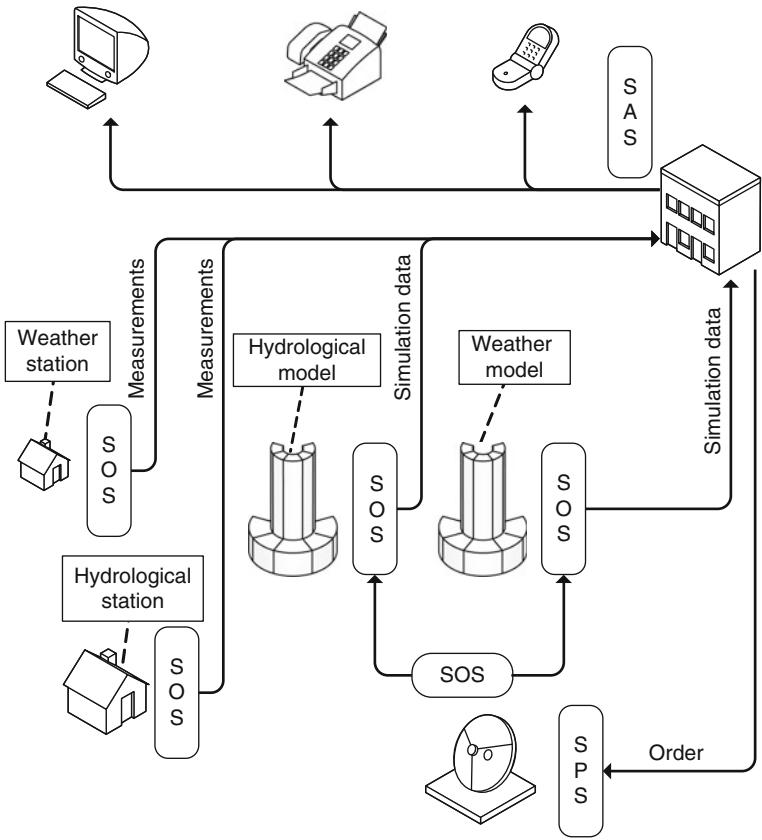 S
A
S
Measurements
Measurements
Simulation data
Simulation data
Weather
station
Hydrological
model
Weather
model
S
O
S
S
O
S
S
O
S
Hydrological
station
S
O
S
SOS
S
P
S
Order